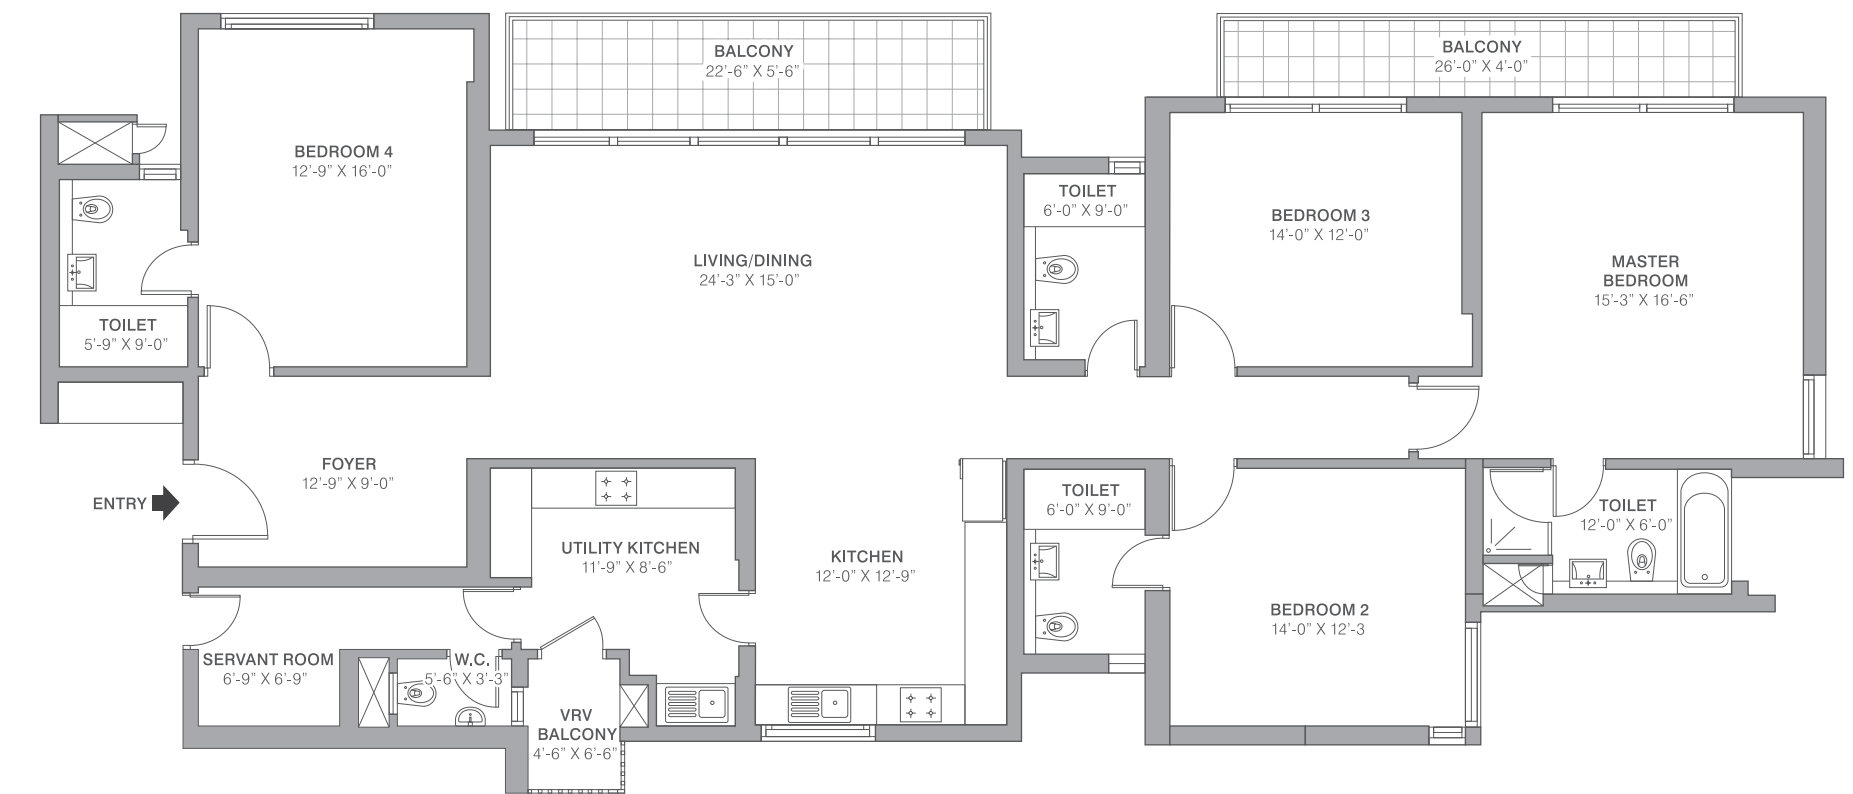 BALCONY
22'-6" X 5'-6"
BALCONY
26'-0" X 4'-0"
BEDROOM 4
12'-9" X 16'-0"
TOILET
6'-0" X 9'-0"
BEDROOM 3
14'-0" X 12'-0"
LIVING/DINING
24'-3" X 15'-0"
MASTER
BEDROOM
15'-3" X 16'-6"
TOILET
5'-9" X 9'-0"
FOYER
12'-9" X 9'-0"
ENTRY
TOILET
6'-0" X 9'-0"
TOILET
12'-0" X 6'-0"
UTILITY KITCHEN
11'-9" X 8'-6"
KITCHEN
12'-0" X 12'-9"
BEDROOM 2
14'-0" X 12'-3
SERVANT ROOM
6'-9" X 6'-9"
W.C.
5'-6" X 3'-3"
VRV
BALCONY
4'-6" X 6'-6"